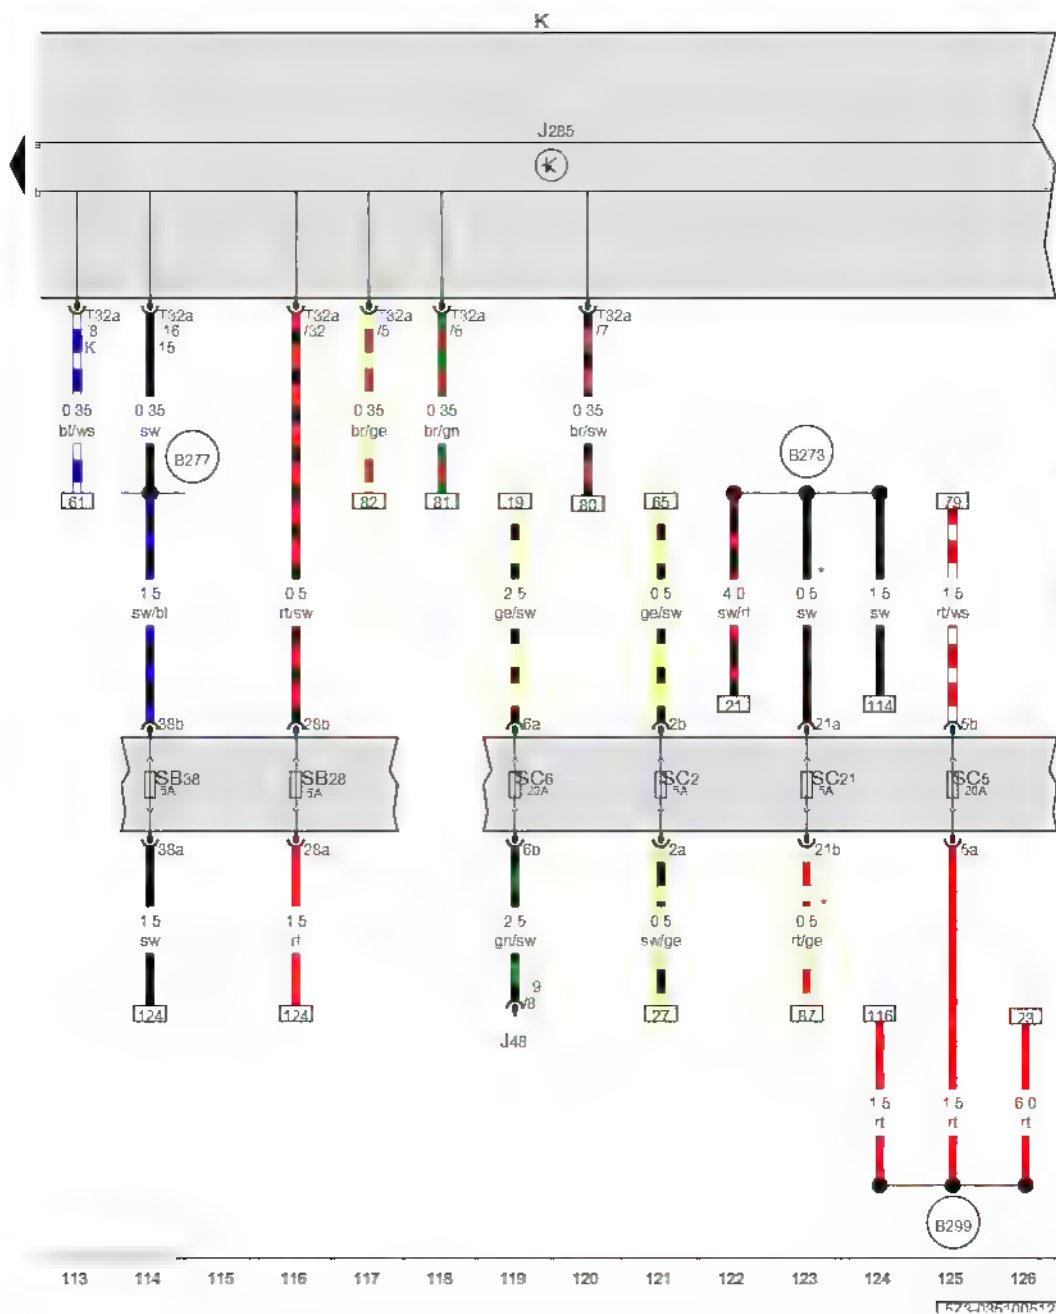 K
J285
K
T32a T32a T32a T32a T32a T32a
/8 16 /32 /5 /6 /7
K 15
0 35 0 35 0 35 0 35 0 35
bl/ws sw br/ge br/gn br/sw
B277 B273
61 82 81 19 80 65 79
1 5 0 5 2 5 0 5 4 0 0 5 * 1 5 1 5
sw/bl rt/sw ge/sw ge/sw sw/rt sw sw rt/ws
21 114
38b 28b 6a 2b 21a 5b
SB38 SB28 SC6 SC2 SC21 SC5
5A 5A 5A 5A 20A
38a 28a 6b 2a 21b 5a
1 5 1 5 2 5 0 5 0 5 *
sw rt gn/sw sw/ge rt/ge
9
/8
124 124 27 87 116 23
J48
1 5 1 5 6 0
rt rt rt
B299
113 114 115 116 117 118 119 120 121 122 123 124 125 126